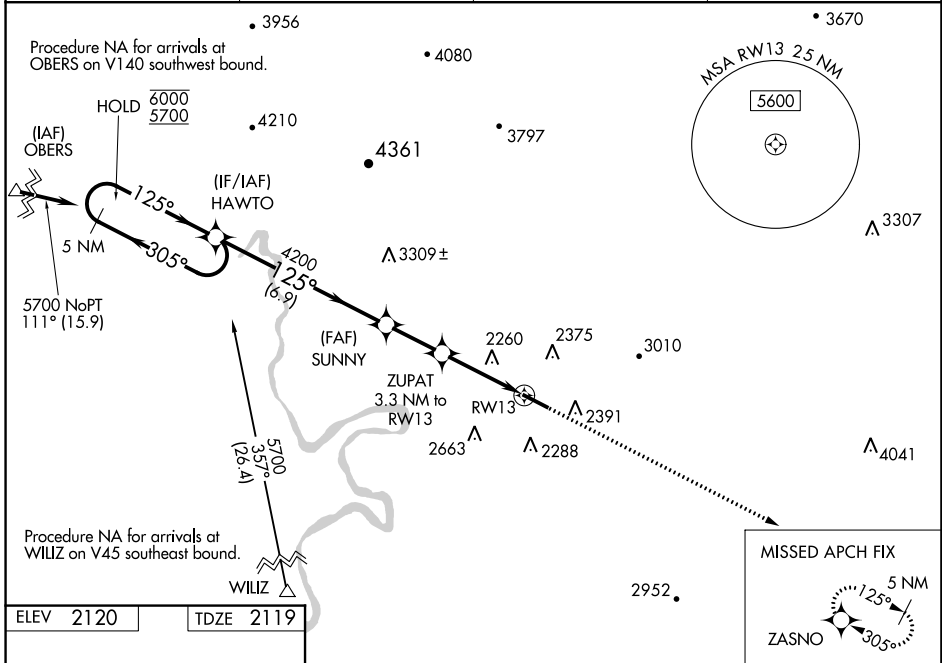 3956
3670
Procedure NA for arrivals at
OBERS on V140 southwest bound.
4080
MSA RW13 25 NM
5600
HOLD
6000
5700
4210
3797
4361
(IAF)
OBERS
(IF/IAF)
HAWTO
125°
305°
5 NM
3307
3309±
4200
125°
(6.9)
5700 NoPT
111° (15.9)
(FAF)
SUNNY
2260
2375
3010
ZUPAT
3.3 NM to
RW13
RW13
2391
2663
2288
4041
5700
357°
(26.4)
Procedure NA for arrivals at
WILIZ on V45 southeast bound.
WILIZ
2952
MISSED APCH FIX
5 NM
125°
305°
ZASNO
ELEV 2120
TDZE 2119